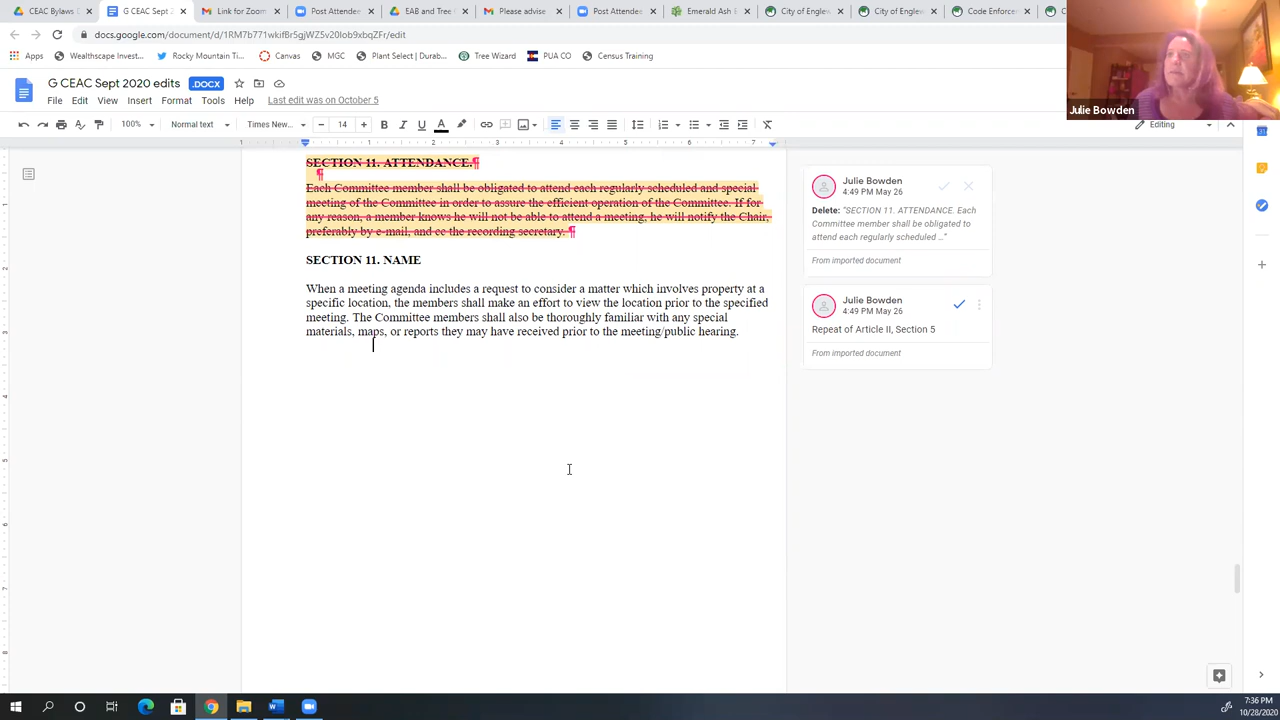 CEAC Bylaws
G CEAC Sept 2020 edits
Link for Zoom
Post Attendee
EAB and Tree
Please advise
Post Attendee
Emerald Ash
City of Englew
City of Englew
Code Enforce
docs.google.com/document/d/1RM7b771wkifBr5gjWZ5v20Iob9xbqZFr/edit
Apps
Wealthscape Investm...
Rocky Mountain Ti...
Canva
MGC
Plant Select | Durab...
Tree Wizard
PUA CO
Census Training
G CEAC Sept 2020 edits
.DOCX
File Edit View Insert Format Tools Help Last edit was on October 5
100% Normal text Times New... 14 Editing
Julie Bowden
SECTION 11. ATTENDANCE.¶
¶
Each Committee member shall be obligated to attend each regularly scheduled and special
meeting of the Committee in order to assure the efficient operation of the Committee. If for
any reason, a member knows he will not be able to attend a meeting, he will notify the Chair,
preferably by e-mail, and cc the recording secretary. ¶
SECTION 11. NAME
When a meeting agenda includes a request to consider a matter which involves property at a
specific location, the members shall make an effort to view the location prior to the specified
meeting. The Committee members shall also be thoroughly familiar with any special
materials, maps, or reports they may have received prior to the meeting/public hearing.
Julie Bowden
4:49 PM May 26
Delete: "SECTION 11. ATTENDANCE. Each
Committee member shall be obligated to
attend each regularly scheduled ..."
From imported document
Julie Bowden
4:49 PM May 26
Repeat of Article II, Section 5
From imported document
7:36 PM
10/28/2020